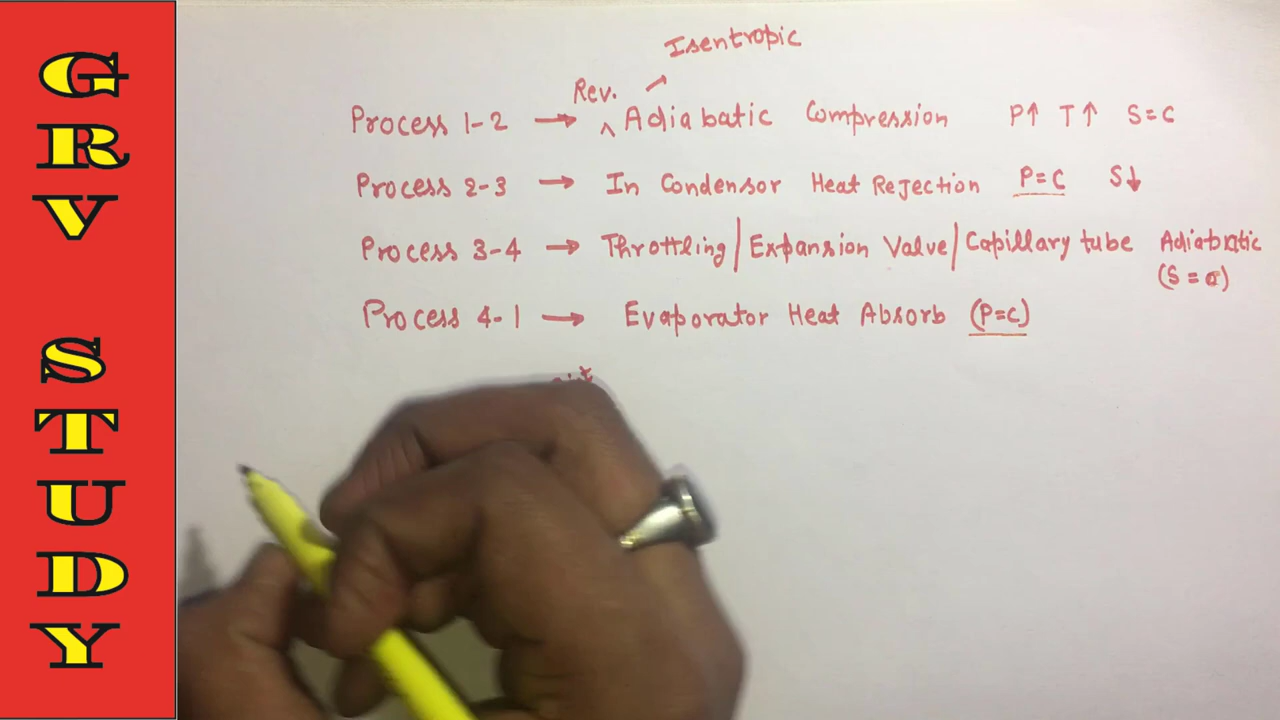 GRV STUDY
Isentropic
Rev.
Process 1-2 → ^ Adiabatic Compression P↑ T↑ S=C
Process 2-3 → In Condensor Heat Rejection P=C S↓
Process 3-4 → Throttling/Expansion Valve/Capillary tube Adiabatic
Process 4-1 → Evaporator Heat Absorb (P=C)